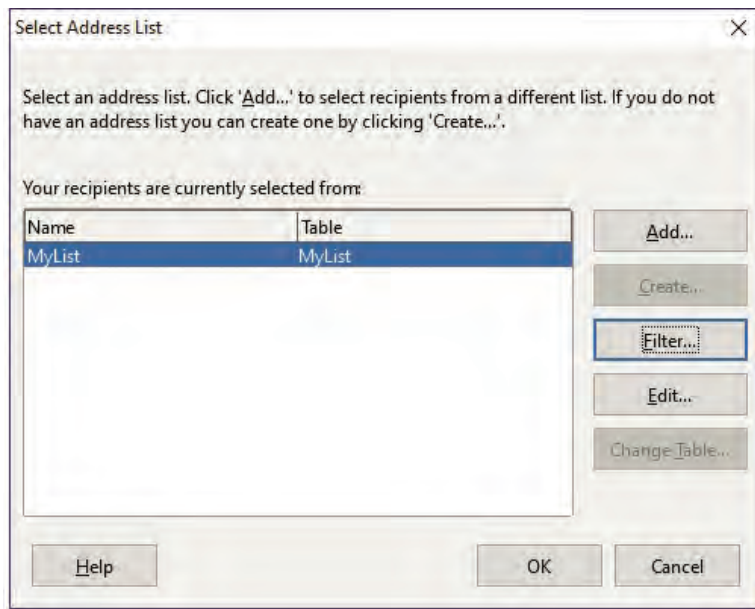 Select Address List
Select an address list. Click 'Add...' to select recipients from a different list. If you do not
have an address list you can create one by clicking 'Create...'.
Your recipients are currently selected from:
Name Table
MyList MyList
Add...
Create...
Filter...
Edit...
Change Table...
Help OK Cancel